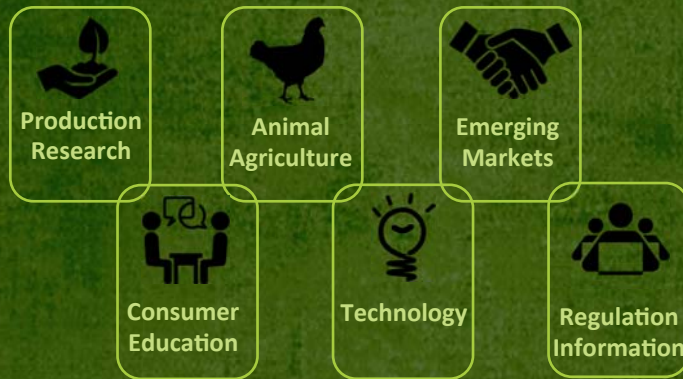 Production
Research
Animal
Agriculture
Emerging
Markets
Consumer
Education
Technology
Regulation
Information